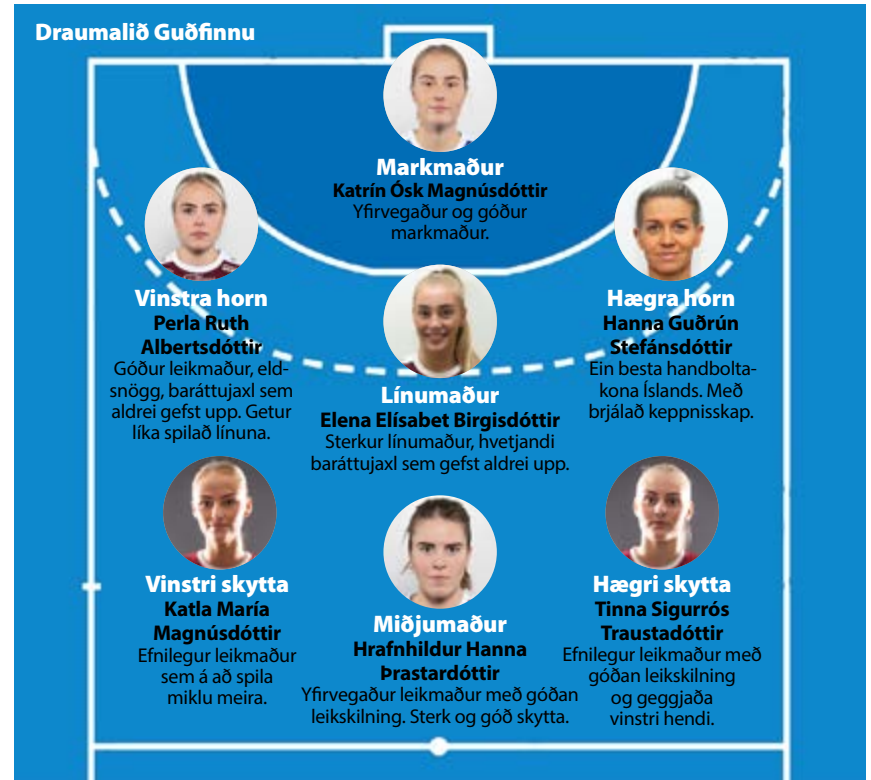 Draumalið Guðfinnu
Markmaður
Katrín Ósk Magnúsdóttir
Yfirvegaður og góður
markmaður.
Vinstra horn
Perla Ruth
Albertsdóttir
Góður leikmaður, eld-
snögg, baráttujaxl sem
aldrei gefst upp. Getur
líka spilað línuna.
Línumaður
Elena Elísabet Birgisdóttir
Sterkur línumaður, hvetjandi
baráttujaxl sem gefst aldrei upp.
Hægra horn
Hanna Guðrún
Stefánsdóttir
Ein besta handbolta-
kona Íslands. Með
brjálað keppnisskap.
Vinstri skytta
Katla María
Magnúsdóttir
Efnilegur leikmaður
sem á að spila
miklu meira.
Miðjumaður
Hrafnhildur Hanna
Þrastardóttir
Yfirvegaður leikmaður með góðan
leikskilning. Sterk og góð skytta.
Hægri skytta
Tinna Sigurrós
Traustadóttir
Efnilegur leikmaður með
góðan leikskilning
og geggjaða
vinstri hendi.